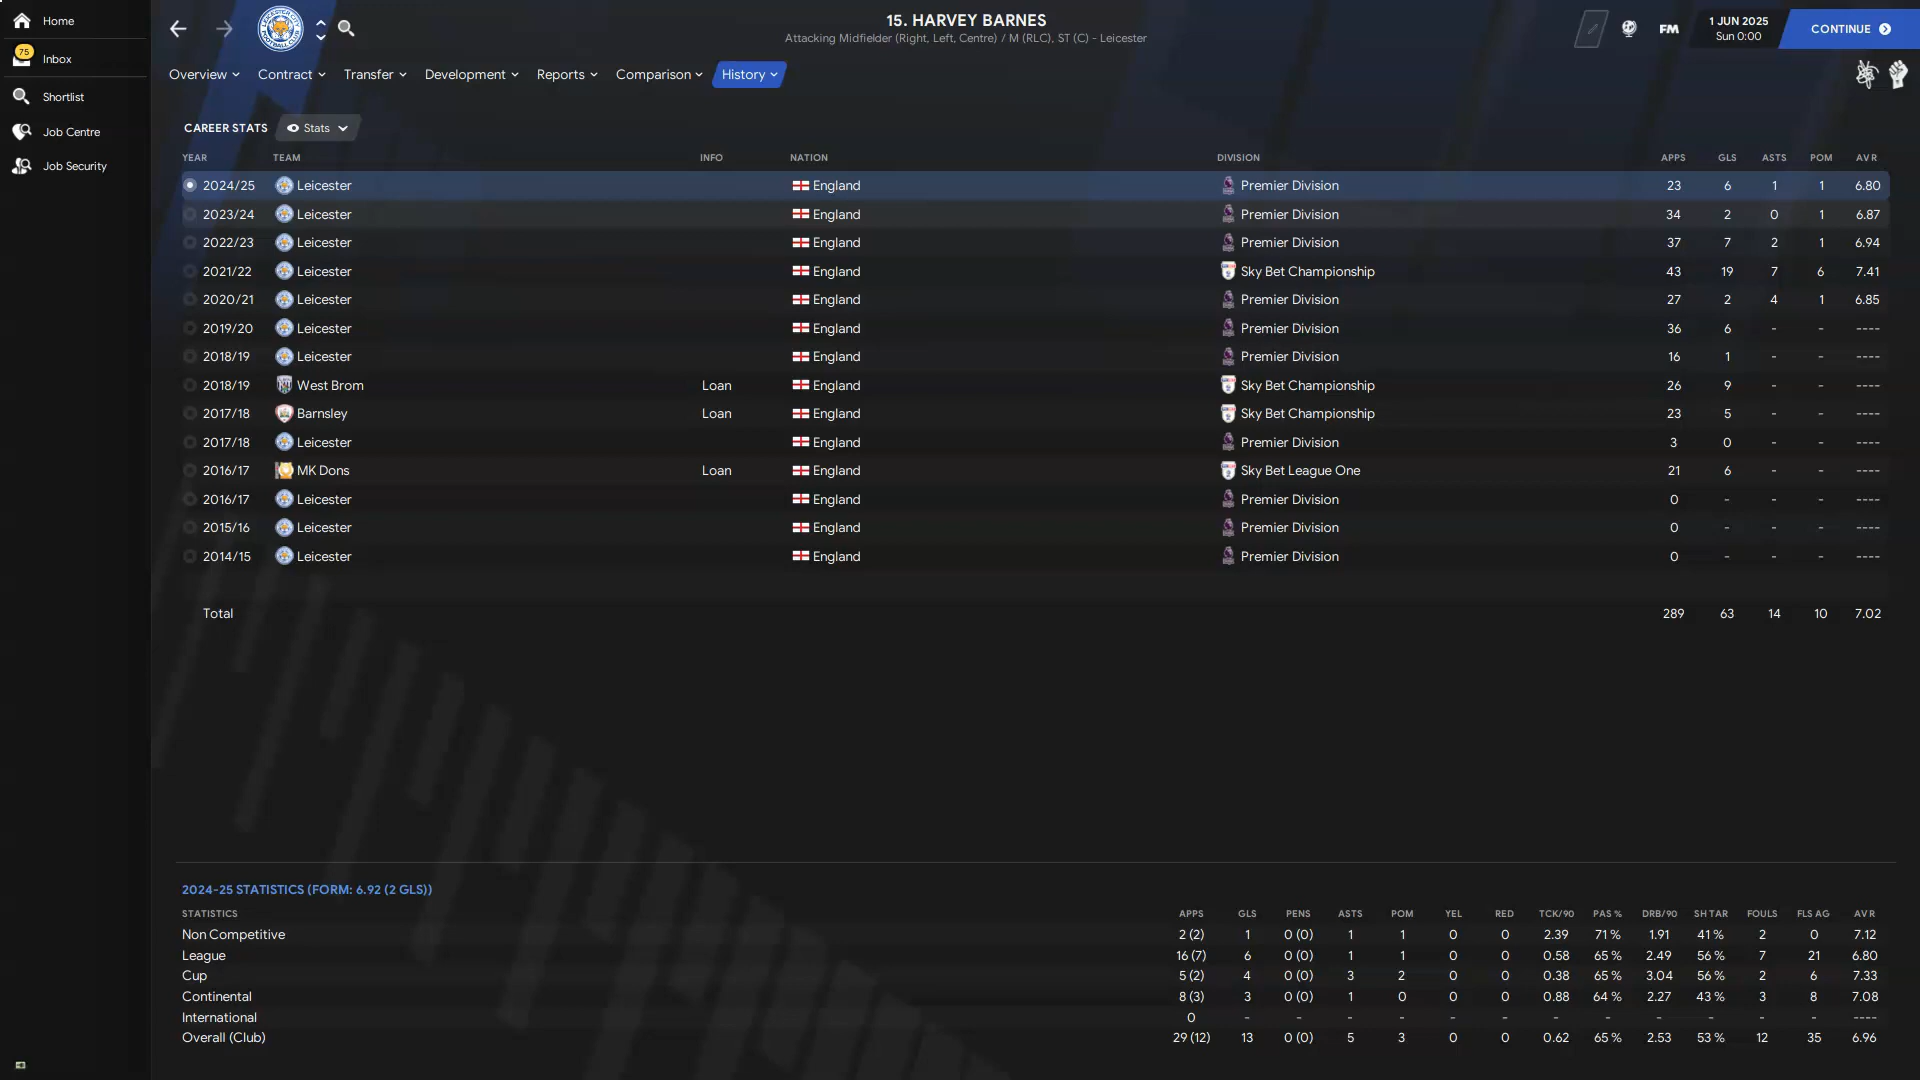 Home
75
Inbox
Shortlist
Job Centre
Job Security
15. HARVEY BARNES
Attacking Midfielder (Right, Left, Centre) / M (RLC), ST (C) - Leicester
FM
1 JUN 2025
Sun 0:00
CONTINUE
Overview Contract Transfer Development Reports Comparison History
CAREER STATS Stats
YEAR TEAM INFO NATION DIVISION APPS GLS ASTS POM AV R
2024/25 Leicester England Premier Division 23 6 1 1 6.80
2023/24 Leicester England Premier Division 34 2 0 1 6.87
2022/23 Leicester England Premier Division 37 7 2 1 6.94
2021/22 Leicester England Sky Bet Championship 43 19 7 6 7.41
2020/21 Leicester England Premier Division 27 2 4 1 6.85
2019/20 Leicester England Premier Division 36 6 - - ----
2018/19 Leicester England Premier Division 16 1 - - ----
2018/19 West Brom Loan England Sky Bet Championship 26 9 - - ----
2017/18 Barnsley Loan England Sky Bet Championship 23 5 - - ----
2017/18 Leicester England Premier Division 3 0 - - ----
2016/17 MK Dons Loan England Sky Bet League One 21 6 - - ----
2016/17 Leicester England Premier Division 0 - - - ----
2015/16 Leicester England Premier Division 0 - - - ----
2014/15 Leicester England Premier Division 0 - - - ----
Total 289 63 14 10 7.02
2024-25 STATISTICS (FORM: 6.92 (2 GLS))
STATISTICS APPS GLS PENS ASTS POM YEL RED TCK/90 PAS % DRB/90 SH TAR FOULS FLS AG AV R
Non Competitive 2 (2) 1 0 (0) 1 1 0 0 2.39 71 % 1.91 41 % 2 0 7.12
League 16 (7) 6 0 (0) 1 1 0 0 0.58 65 % 2.49 56 % 7 21 6.80
Cup 5 (2) 4 0 (0) 3 2 0 0 0.38 65 % 3.04 56 % 2 6 7.33
Continental 8 (3) 3 0 (0) 1 0 0 0 0.88 64 % 2.27 43 % 3 8 7.08
International 0 - - - - - - - - - - - - ----
Overall (Club) 29 (12) 13 0 (0) 5 3 0 0 0.62 65 % 2.53 53 % 12 35 6.96